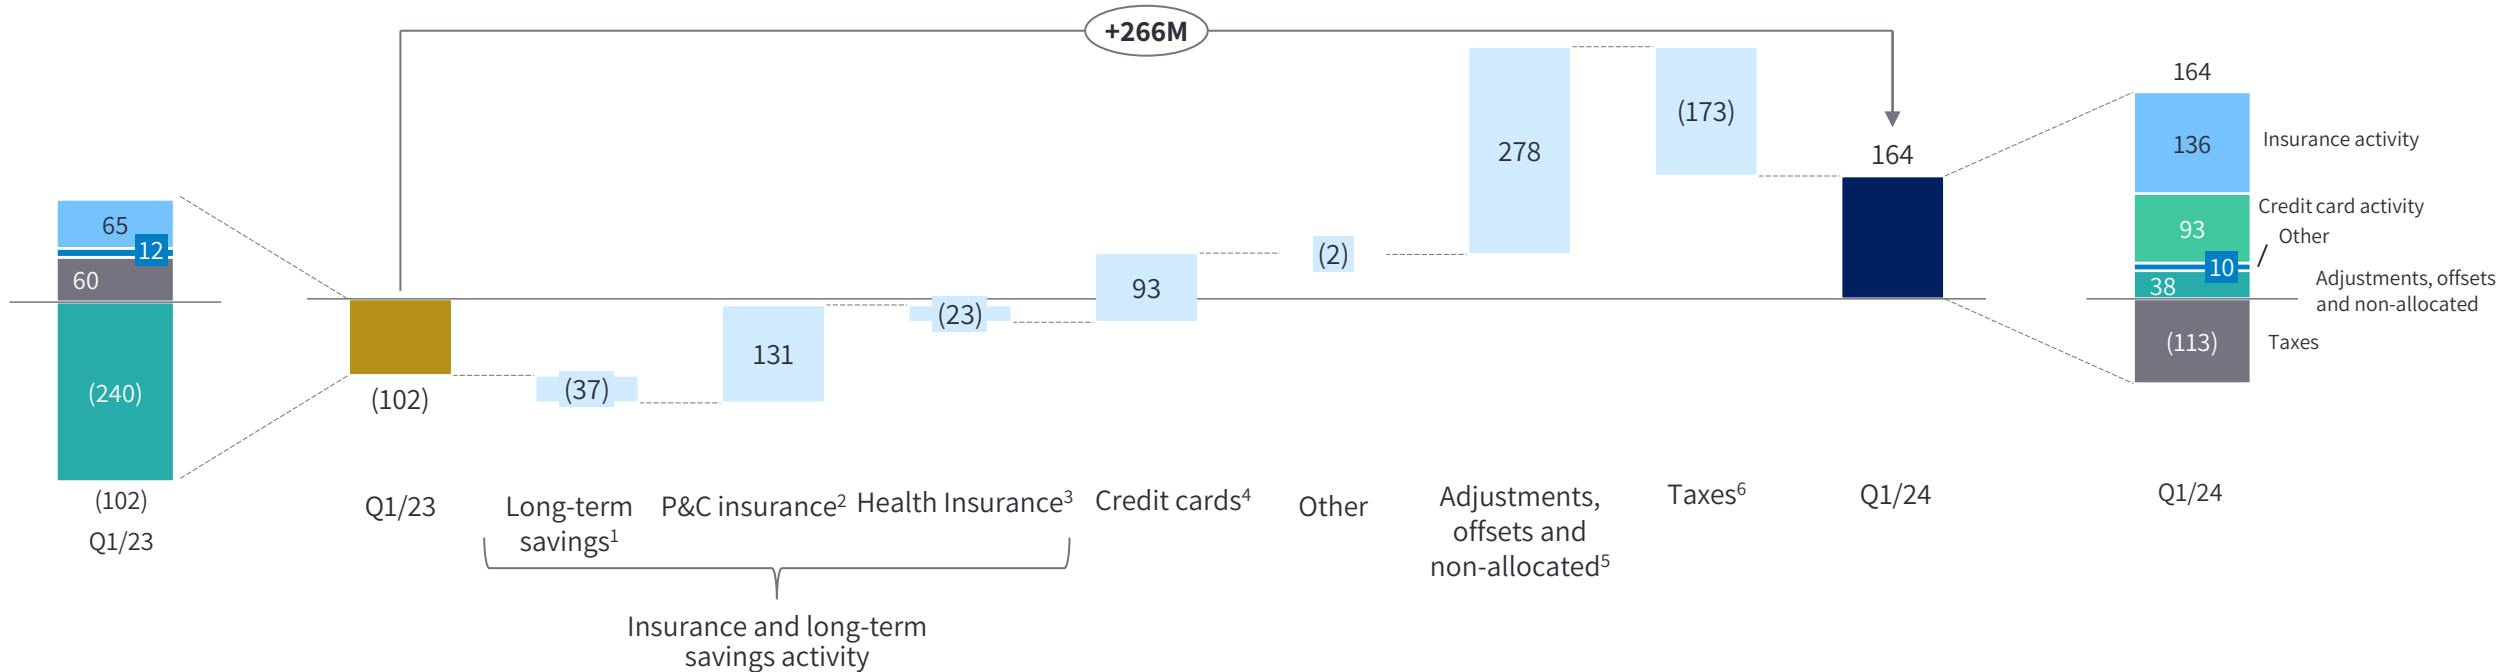 +266M
65
12
60
(240)
(102)
Q1/23
(102)
(37)
131
(23)
93
(2)
278
(173)
164
Q1/23
Long-term
savings¹
P&C insurance²
Health Insurance³
Credit cards⁴
Other
Adjustments,
offsets and
non-allocated⁵
Taxes⁶
Q1/24
Insurance and long-term
savings activity
164
136
Insurance activity
93
Credit card activity
10
Other
38
Adjustments, offsets
and non-allocated
(113)
Taxes
Q1/24